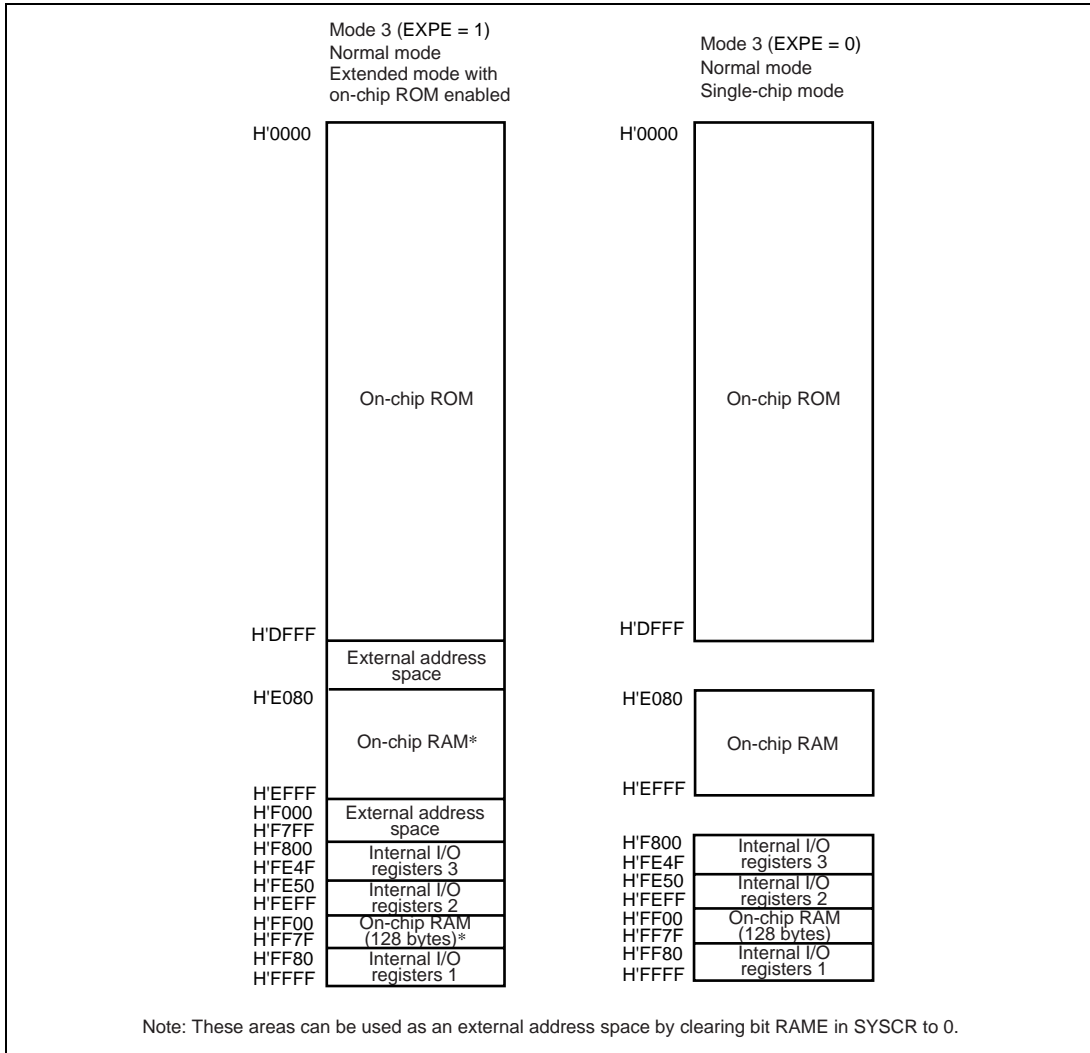 Mode 3 (EXPE = 1)
Normal mode
Extended mode with
on-chip ROM enabled
H'0000
On-chip ROM
H'DFFF
External address
space
H'E080
On-chip RAM*
H'EFFF
H'F000
External address
space
H'F7FF
H'F800
Internal I/O
registers 3
H'FE4F
H'FE50
Internal I/O
registers 2
H'FEFF
H'FF00
On-chip RAM
(128 bytes)*
H'FF7F
H'FF80
Internal I/O
registers 1
H'FFFF
Mode 3 (EXPE = 0)
Normal mode
Single-chip mode
H'0000
On-chip ROM
H'DFFF
H'E080
On-chip RAM
H'EFFF
H'F800
Internal I/O
registers 3
H'FE4F
H'FE50
Internal I/O
registers 2
H'FEFF
H'FF00
On-chip RAM
(128 bytes)
H'FF7F
H'FF80
Internal I/O
registers 1
H'FFFF
Note: These areas can be used as an external address space by clearing bit RAME in SYSCR to 0.